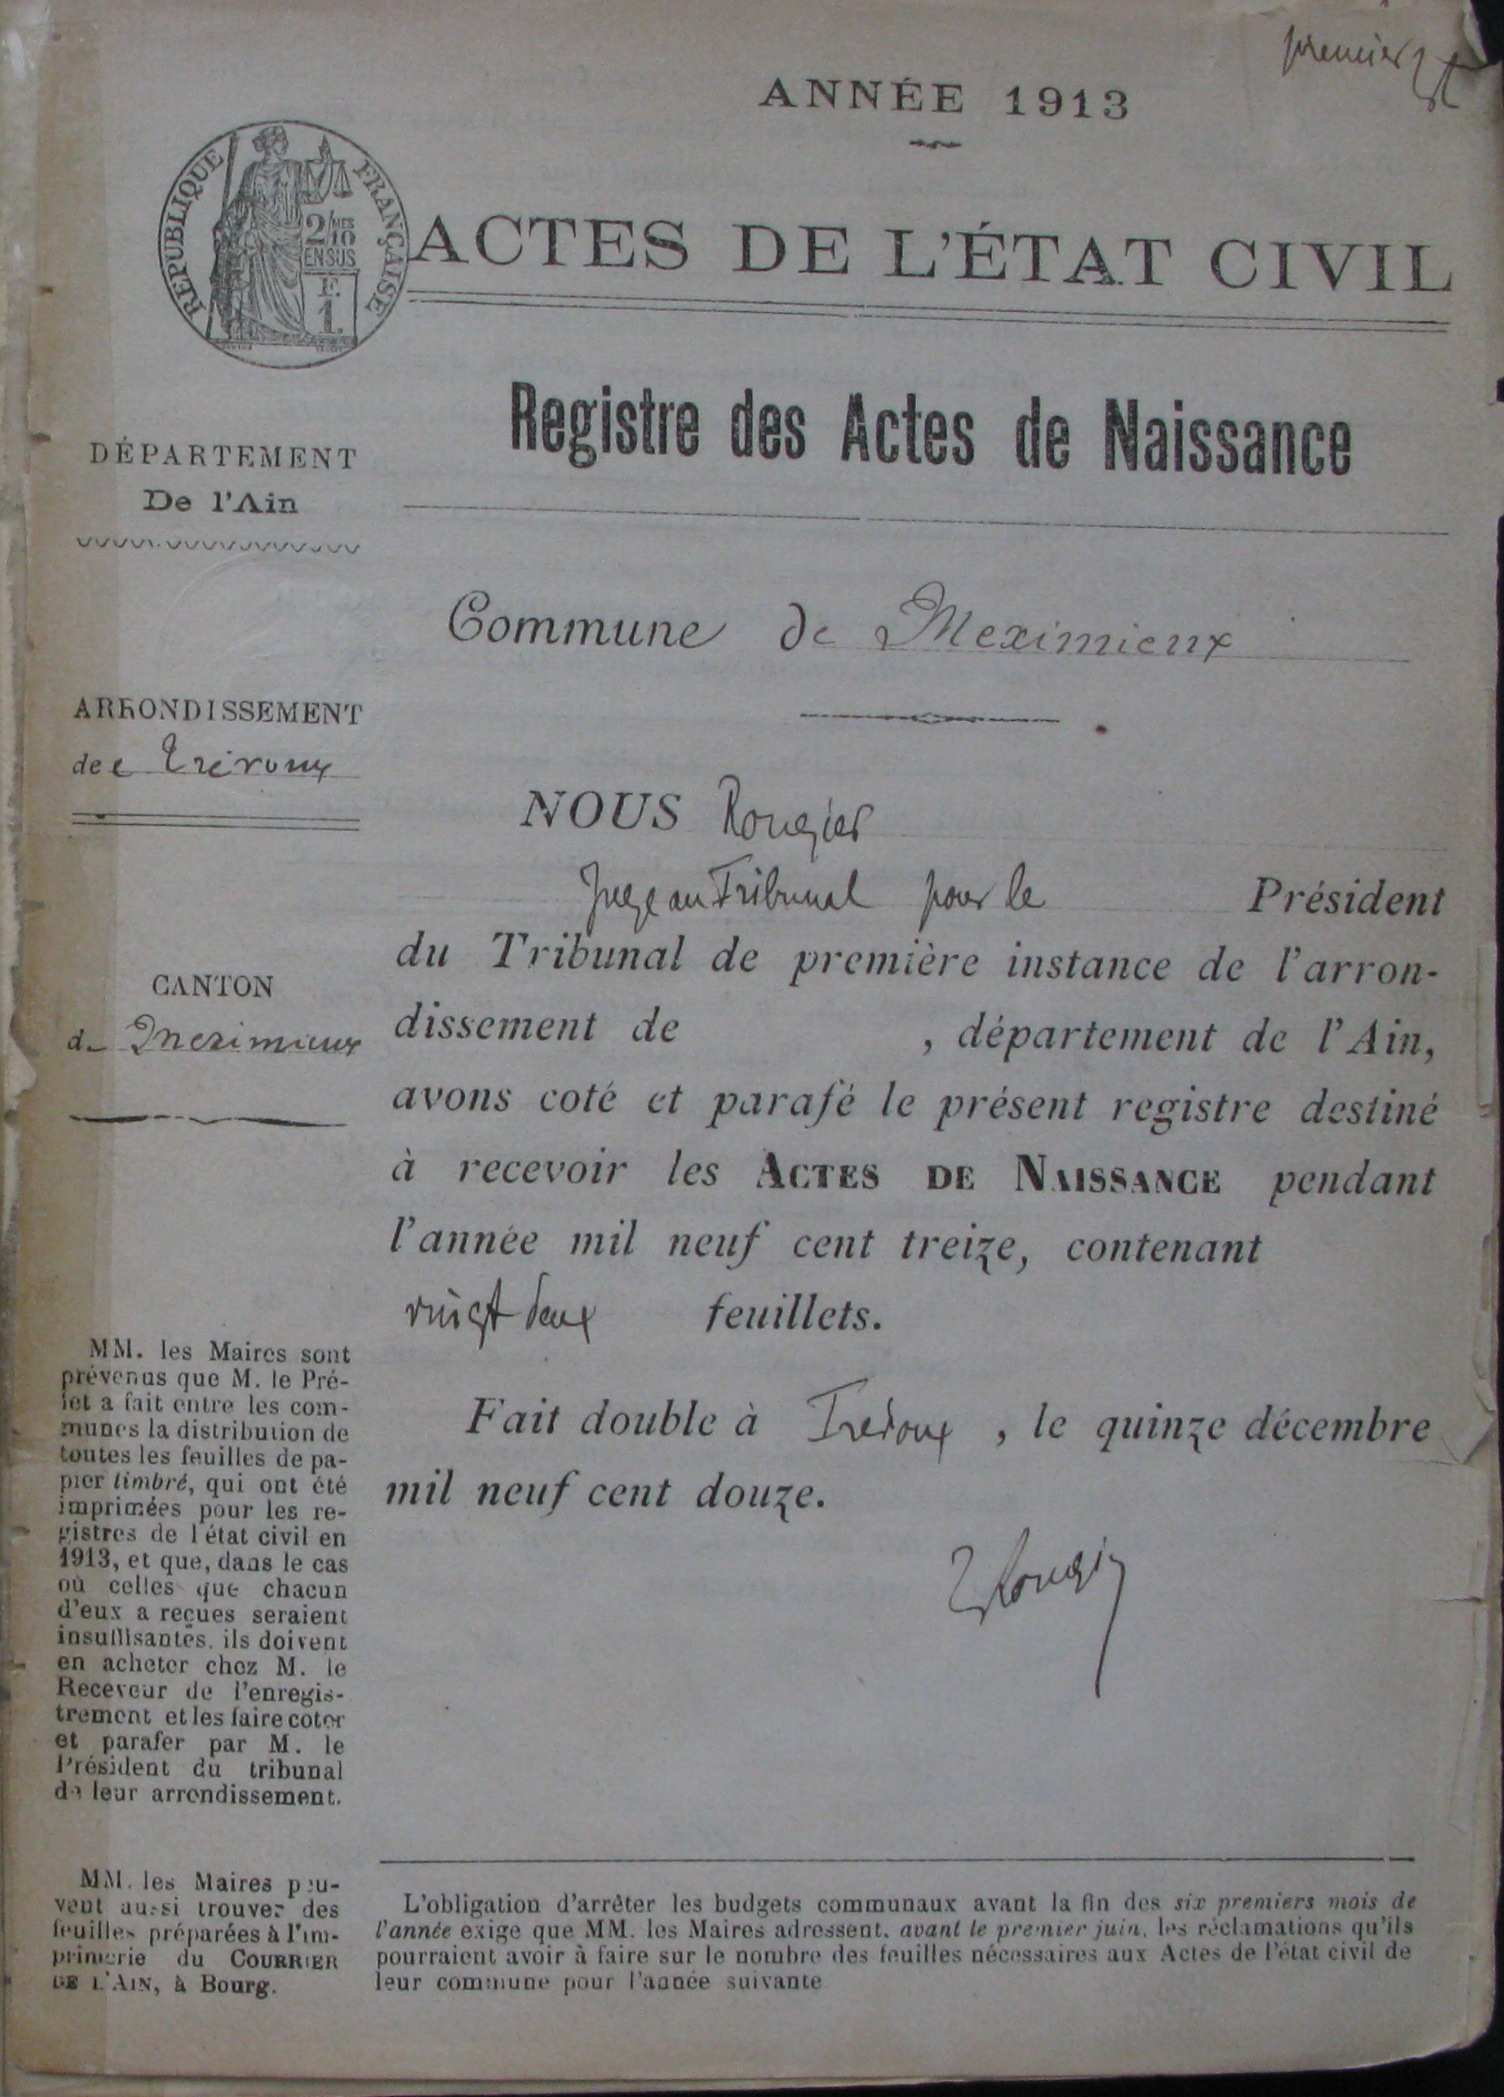 premier
ANNÉE 1913
RÉPUBLIQUE FRANÇAISE
2/10 MES
EN SUS
F.
1.
ACTES DE L'ÉTAT CIVIL
Registre des Actes de Naissance
DÉPARTEMENT
De l'Ain
Commune de Meximieux
ARRONDISSEMENT
de Trévoux
NOUS Rougier
Juge au Tribunal pour le Président
du Tribunal de première instance de l'arron-
dissement de , département de l'Ain,
avons coté et parafé le présent registre destiné
à recevoir les ACTES DE NAISSANCE pendant
l'année mil neuf cent treize, contenant
vingt deux feuillets.
CANTON
de Meximieux
Fait double à Trévoux , le quinze décembre
mil neuf cent douze.
Rougier
MM. les Maires sont
prévenus que M. le Pré-
fet a fait entre les com-
munes la distribution de
toutes les feuilles de pa-
pier timbré, qui ont été
imprimées pour les re-
gistres de l'état civil en
1913, et que, dans le cas
où celles que chacun
d'eux a reçues seraient
insuffisantes, ils doivent
en acheter chez M. le
Receveur de l'enregis-
trement et les faire coter
et parafer par M. le
Président du tribunal
de leur arrondissement.
MM. les Maires peu-
vent aussi trouver des
feuilles préparées à l'im-
primerie du COURRIER
DE L'AIN, à Bourg.
L'obligation d'arrêter les budgets communaux avant la fin des six premiers mois de
l'année exige que MM. les Maires adressent, avant le premier juin, les réclamations qu'ils
pourraient avoir à faire sur le nombre des feuilles nécessaires aux Actes de l'état civil de
leur commune pour l'année suivante